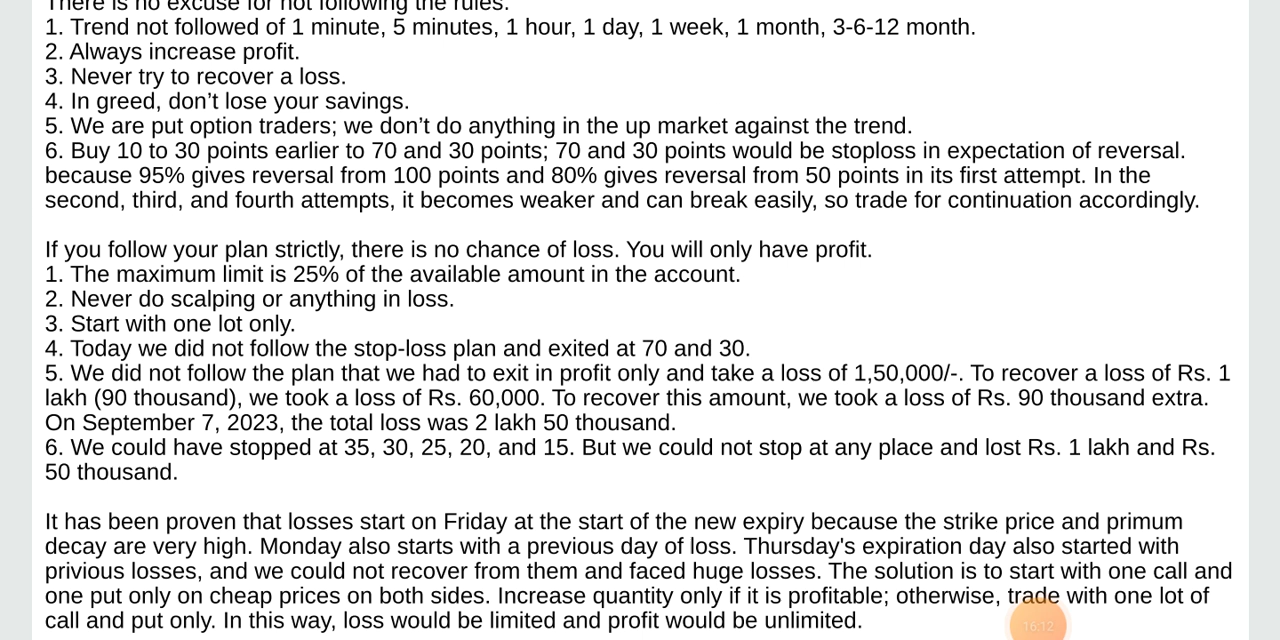 There is no excuse for not following the rules.
1. Trend not followed of 1 minute, 5 minutes, 1 hour, 1 day, 1 week, 1 month, 3-6-12 month.
2. Always increase profit.
3. Never try to recover a loss.
4. In greed, don’t lose your savings.
5. We are put option traders; we don’t do anything in the up market against the trend.
6. Buy 10 to 30 points earlier to 70 and 30 points; 70 and 30 points would be stoploss in expectation of reversal.
because 95% gives reversal from 100 points and 80% gives reversal from 50 points in its first attempt. In the
second, third, and fourth attempts, it becomes weaker and can break easily, so trade for continuation accordingly.
If you follow your plan strictly, there is no chance of loss. You will only have profit.
1. The maximum limit is 25% of the available amount in the account.
2. Never do scalping or anything in loss.
3. Start with one lot only.
4. Today we did not follow the stop-loss plan and exited at 70 and 30.
5. We did not follow the plan that we had to exit in profit only and take a loss of 1,50,000/-. To recover a loss of Rs. 1
lakh (90 thousand), we took a loss of Rs. 60,000. To recover this amount, we took a loss of Rs. 90 thousand extra.
On September 7, 2023, the total loss was 2 lakh 50 thousand.
6. We could have stopped at 35, 30, 25, 20, and 15. But we could not stop at any place and lost Rs. 1 lakh and Rs.
50 thousand.
It has been proven that losses start on Friday at the start of the new expiry because the strike price and primum
decay are very high. Monday also starts with a previous day of loss. Thursday's expiration day also started with
privious losses, and we could not recover from them and faced huge losses. The solution is to start with one call and
one put only on cheap prices on both sides. Increase quantity only if it is profitable; otherwise, trade with one lot of
call and put only. In this way, loss would be limited and profit would be unlimited.
16:12